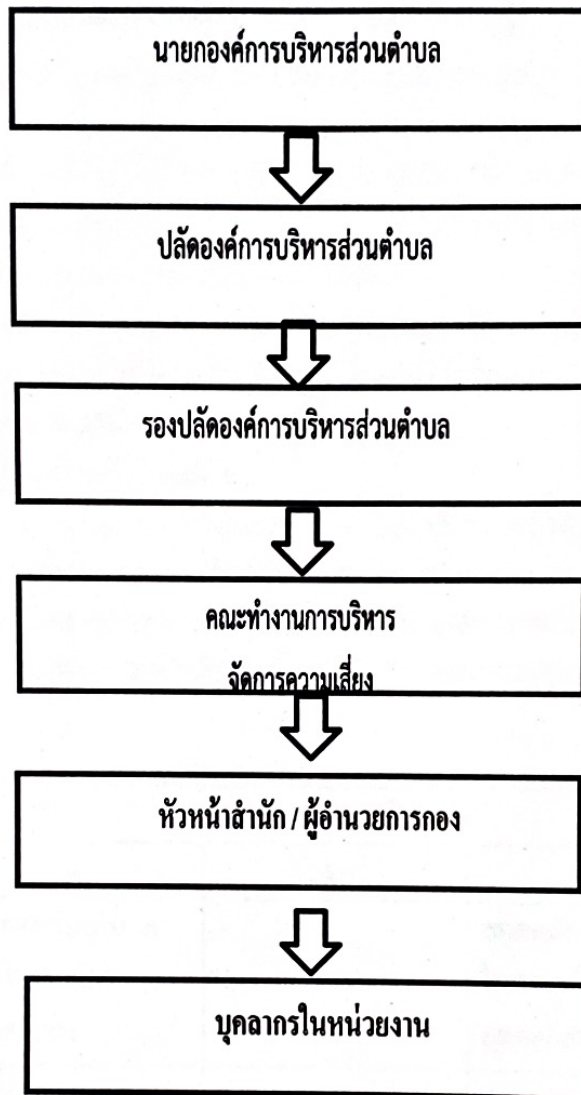 นายกองค์การบริหารส่วนตำบล
ปลัดองค์การบริหารส่วนตำบล
รองปลัดองค์การบริหารส่วนตำบล
คณะทำงานการบริหาร
จัดการความเสี่ยง
หัวหน้าสำนัก / ผู้อำนวยการกอง
บุคลากรในหน่วยงาน